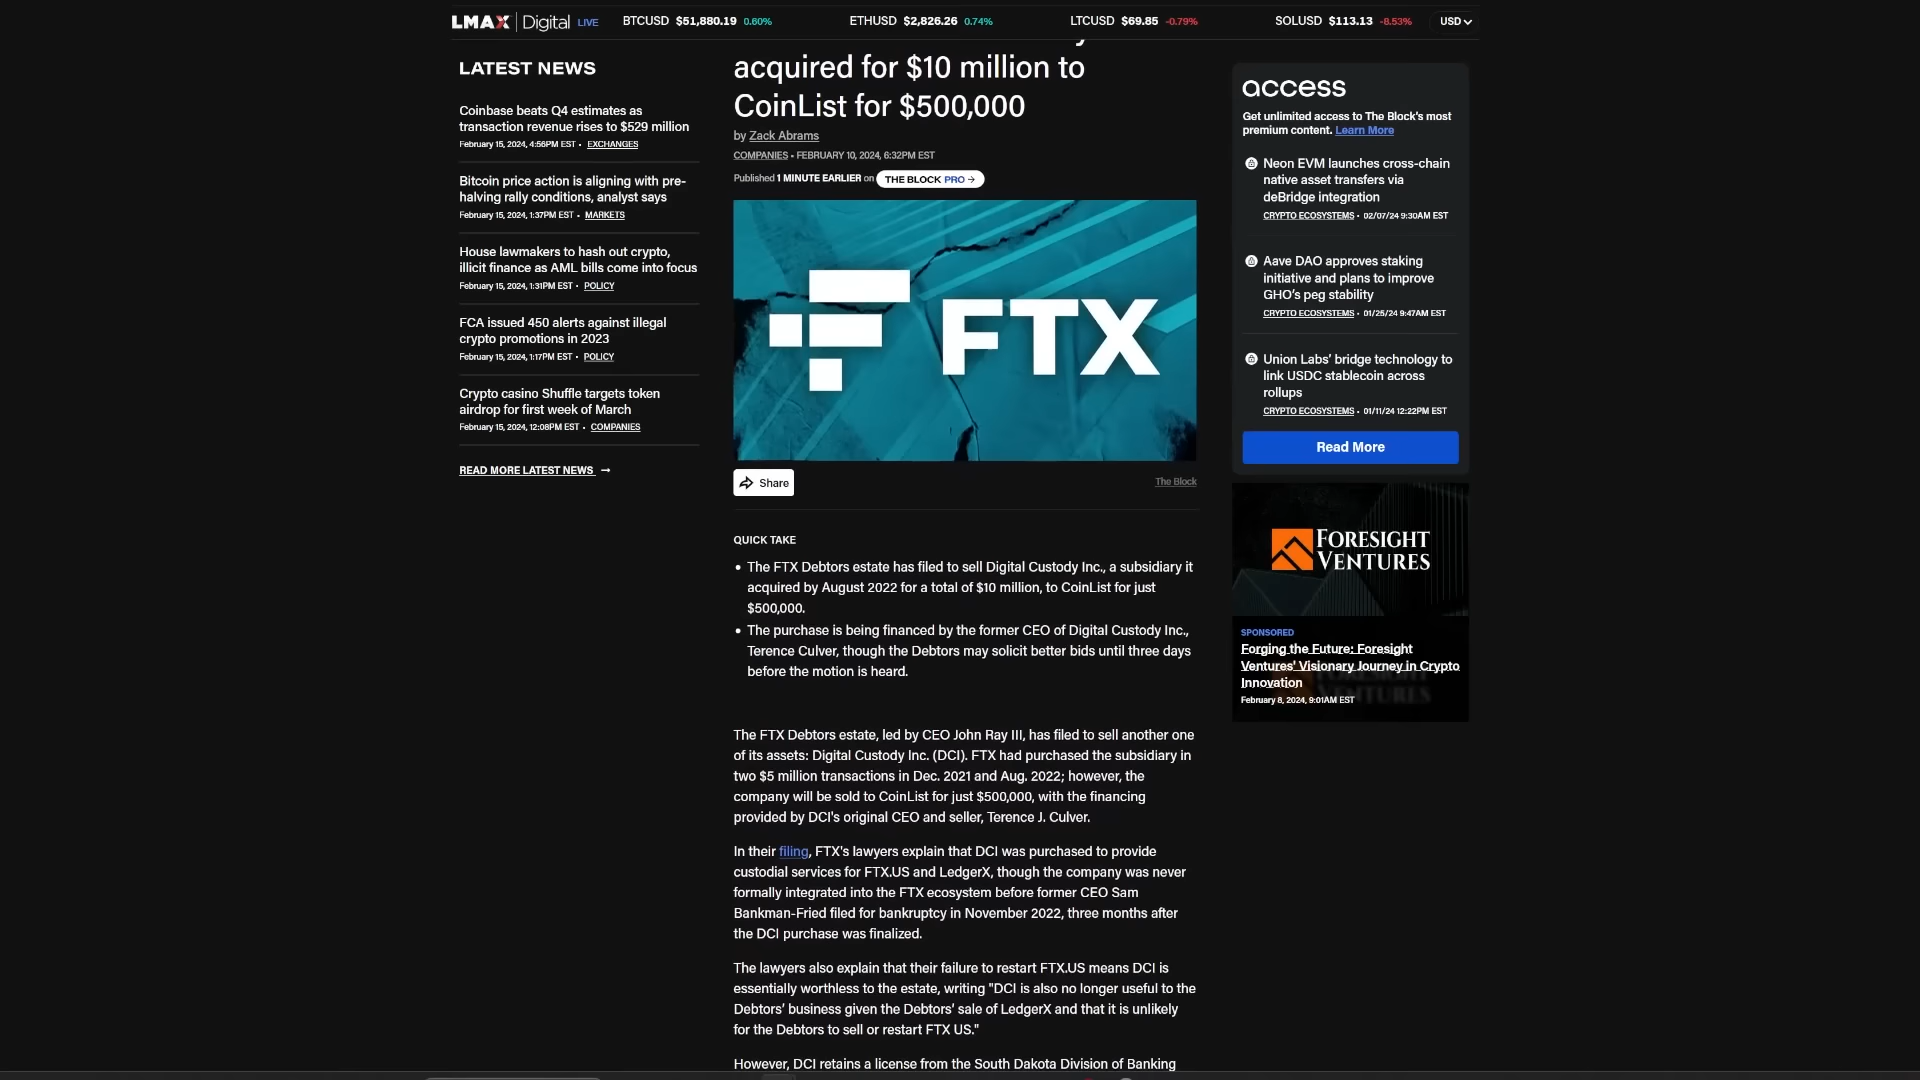 LMAX Digital LIVE BTCUSD $51,880.19 0.60% ETHUSD $2,826.26 0.74% LTCUSD $69.85 -0.79% SOLUSD $113.13 -8.53% USD
LATEST NEWS
Coinbase beats Q4 estimates as
transaction revenue rises to $529 million
February 15, 2024, 4:56PM EST • EXCHANGES
Bitcoin price action is aligning with pre-
halving rally conditions, analyst says
February 15, 2024, 1:37PM EST • MARKETS
House lawmakers to hash out crypto,
illicit finance as AML bills come into focus
February 15, 2024, 1:31PM EST • POLICY
FCA issued 450 alerts against illegal
crypto promotions in 2023
February 15, 2024, 1:17PM EST • POLICY
Crypto casino Shuffle targets token
airdrop for first week of March
February 15, 2024, 12:08PM EST • COMPANIES
READ MORE LATEST NEWS →
acquired for $10 million to
CoinList for $500,000
by Zack Abrams
COMPANIES • FEBRUARY 10, 2024, 6:32PM EST
Published 1 MINUTE EARLIER on THE BLOCK PRO →
FTX
Share
The Block
QUICK TAKE
• The FTX Debtors estate has filed to sell Digital Custody Inc., a subsidiary it
acquired by August 2022 for a total of $10 million, to CoinList for just
$500,000.
• The purchase is being financed by the former CEO of Digital Custody Inc.,
Terence Culver, though the Debtors may solicit better bids until three days
before the motion is heard.
The FTX Debtors estate, led by CEO John Ray III, has filed to sell another one
of its assets: Digital Custody Inc. (DCI). FTX had purchased the subsidiary in
two $5 million transactions in Dec. 2021 and Aug. 2022; however, the
company will be sold to CoinList for just $500,000, with the financing
provided by DCI's original CEO and seller, Terence J. Culver.
In their filing, FTX's lawyers explain that DCI was purchased to provide
custodial services for FTX.US and LedgerX, though the company was never
formally integrated into the FTX ecosystem before former CEO Sam
Bankman-Fried filed for bankruptcy in November 2022, three months after
the DCI purchase was finalized.
The lawyers also explain that their failure to restart FTX.US means DCI is
essentially worthless to the estate, writing "DCI is also no longer useful to the
Debtors’ business given the Debtors’ sale of LedgerX and that it is unlikely
for the Debtors to sell or restart FTX US."
However, DCI retains a license from the South Dakota Division of Banking
access
Get unlimited access to The Block's most
premium content. Learn More
Neon EVM launches cross-chain
native asset transfers via
deBridge integration
CRYPTO ECOSYSTEMS • 02/07/24 9:30AM EST
Aave DAO approves staking
initiative and plans to improve
GHO’s peg stability
CRYPTO ECOSYSTEMS • 01/25/24 9:47AM EST
Union Labs’ bridge technology to
link USDC stablecoin across
rollups
CRYPTO ECOSYSTEMS • 01/11/24 12:22PM EST
Read More
FORESIGHT
VENTURES
SPONSORED
Forging the Future: Foresight
Ventures' Visionary Journey in Crypto
Innovation
February 8, 2024, 9:01AM EST